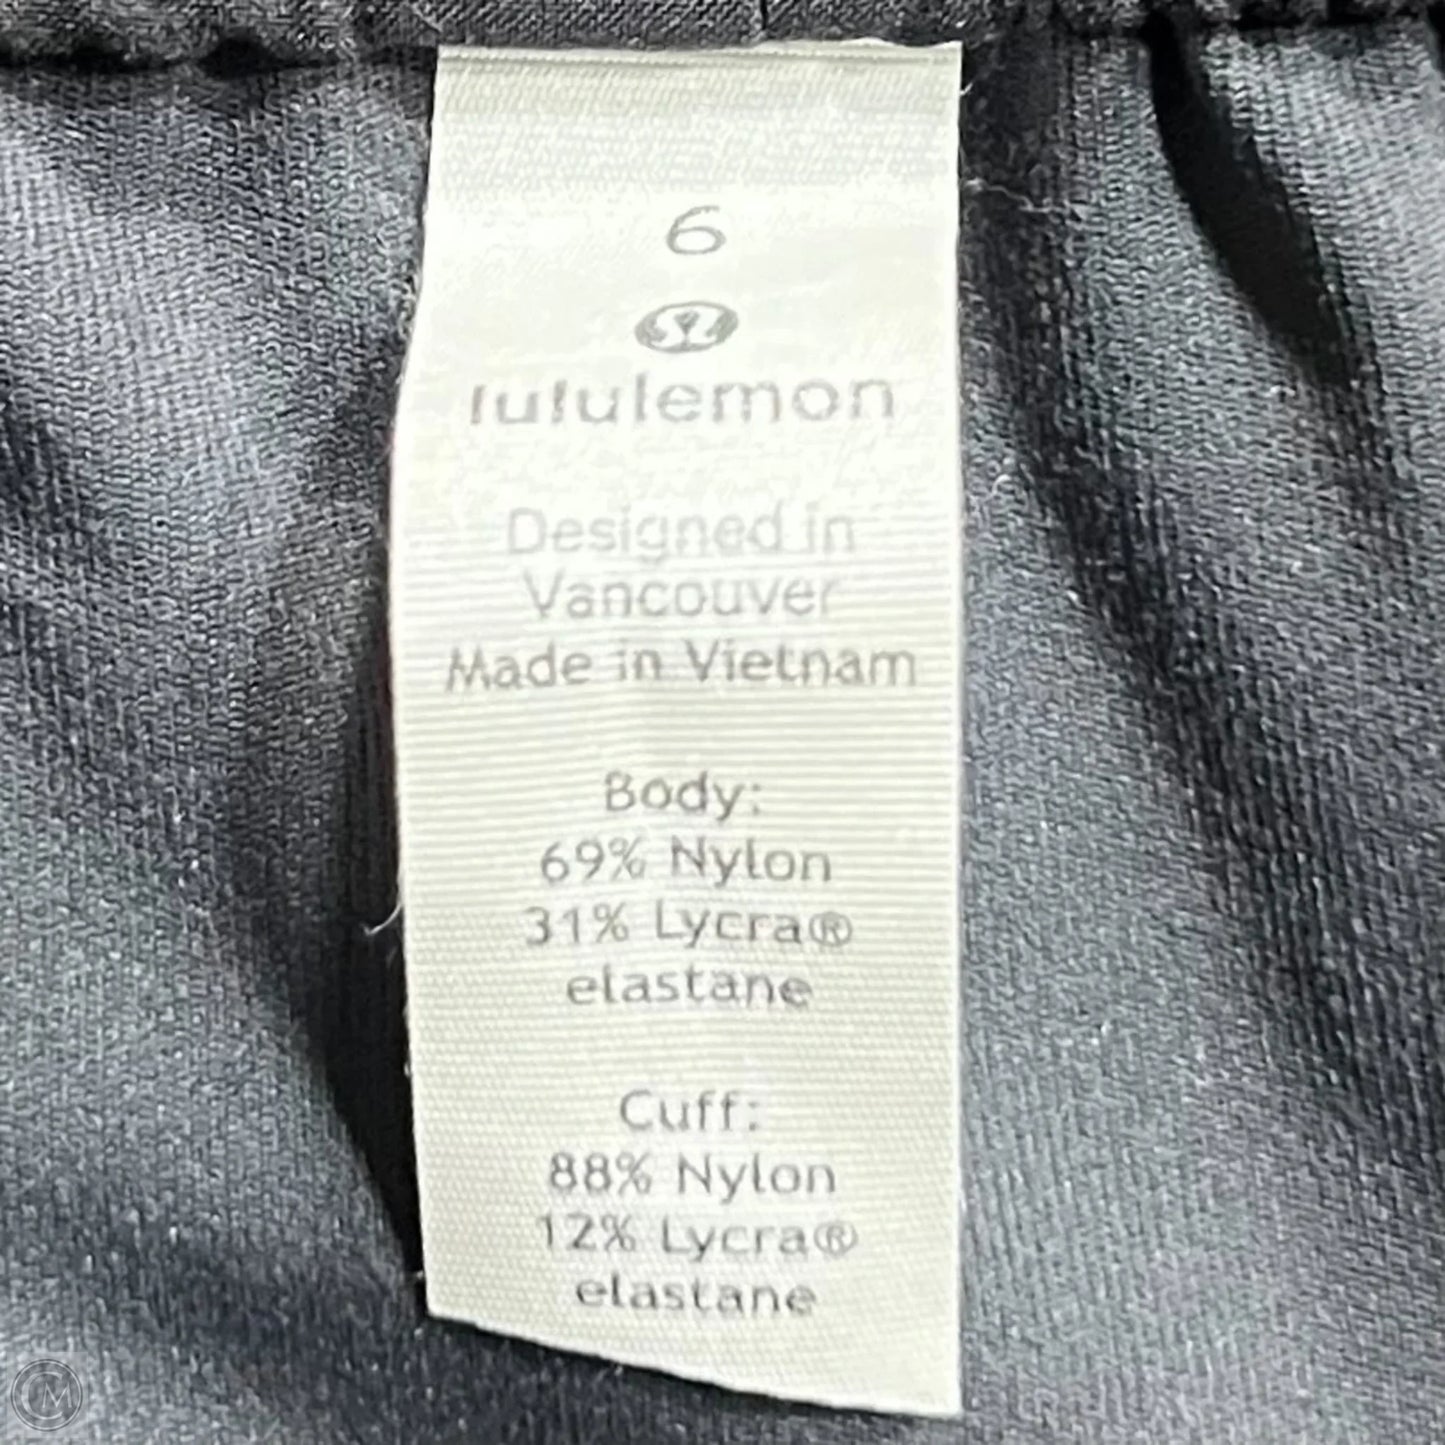 6
lululemon
Designed in
Vancouver
Made in Vietnam
Body:
69% Nylon
31% Lycra®
elastane
Cuff:
88% Nylon
12% Lycra®
elastane
CM